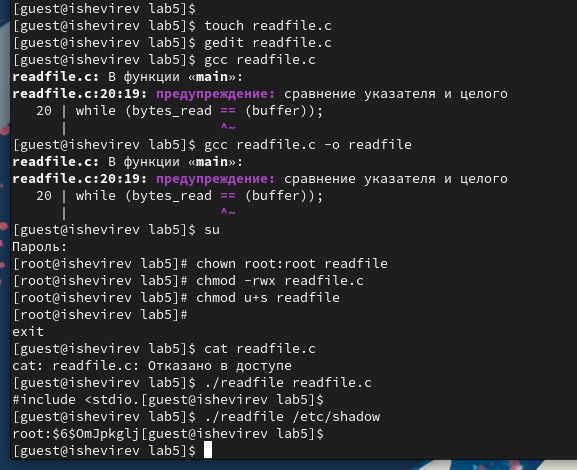 [guest@ishevirev lab5]$
[guest@ishevirev lab5]$ touch readfile.c
[guest@ishevirev lab5]$ gedit readfile.c
[guest@ishevirev lab5]$ gcc readfile.c
readfile.c: В функции «main»:
readfile.c:20:19: предупреждение: сравнение указателя и целого
   20 | while (bytes_read == (buffer));
      |                   ^~
[guest@ishevirev lab5]$ gcc readfile.c -o readfile
readfile.c: В функции «main»:
readfile.c:20:19: предупреждение: сравнение указателя и целого
   20 | while (bytes_read == (buffer));
      |                   ^~
[guest@ishevirev lab5]$ su
Пароль:
[root@ishevirev lab5]# chown root:root readfile
[root@ishevirev lab5]# chmod -rwx readfile.c
[root@ishevirev lab5]# chmod u+s readfile
[root@ishevirev lab5]#
exit
[guest@ishevirev lab5]$ cat readfile.c
cat: readfile.c: Отказано в доступе
[guest@ishevirev lab5]$ ./readfile readfile.c
#include <stdio.[guest@ishevirev lab5]$
[guest@ishevirev lab5]$ ./readfile /etc/shadow
root:$6$OmJpkglj[guest@ishevirev lab5]$
[guest@ishevirev lab5]$